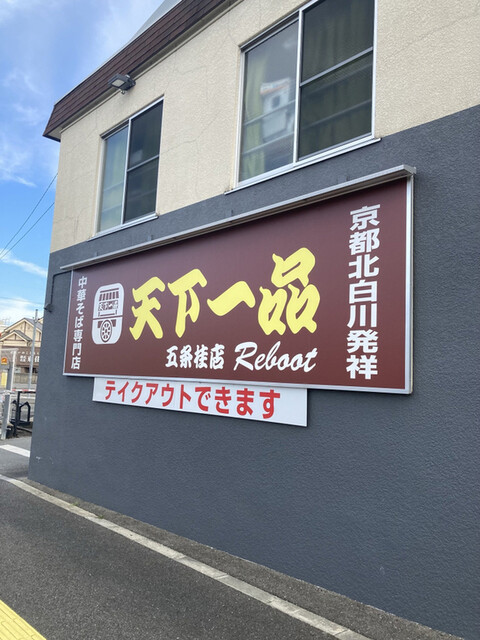 京都北白川発祥
天下一品
五条桂店 Reboot
中華そば専門店
テイクアウトできます